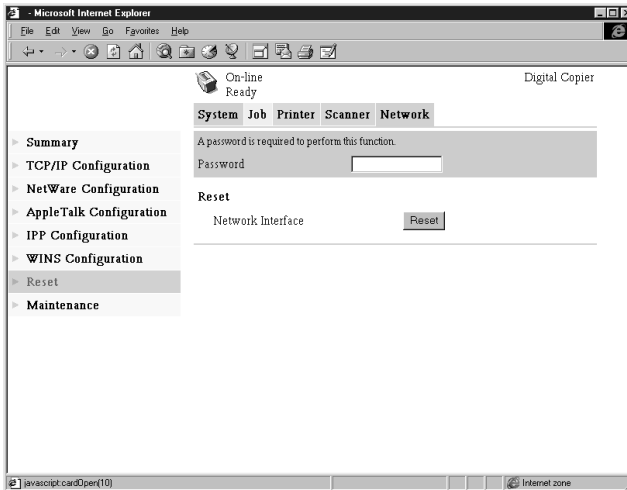 - Microsoft Internet Explorer
File Edit View Go Favorites Help
On-line
Ready
Digital Copier
System Job Printer Scanner Network
Summary
TCP/IP Configuration
NetWare Configuration
AppleTalk Configuration
IPP Configuration
WINS Configuration
Reset
Maintenance
A password is required to perform this function.
Password
Reset
Network Interface
Reset
javascript:cardOpen(10)
Internet zone